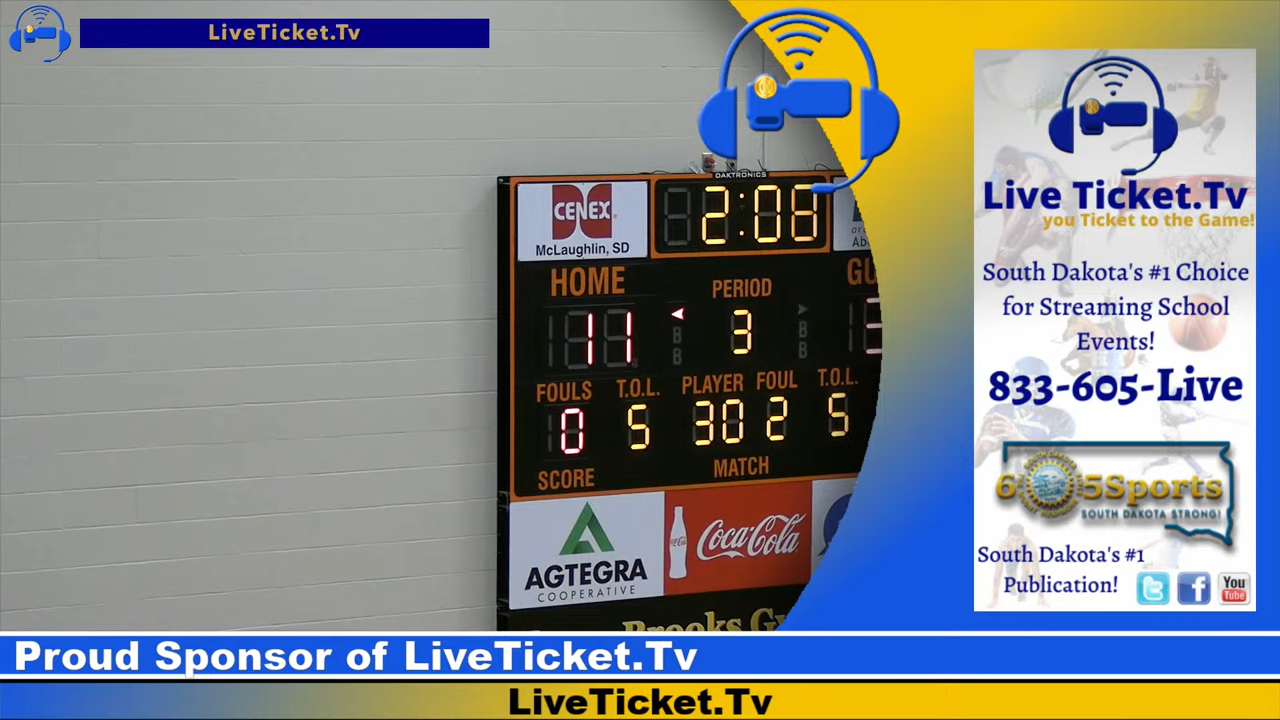 LiveTicket.Tv
DAKTRONICS
CENEX
McLaughlin, SD
2:06
HOME
PERIOD
11
3
FOULS T.O.L. PLAYER FOUL T.O.L.
0 5 30 2 5
SCORE
MATCH
AGTEGRA
COOPERATIVE
Coca-Cola
Live Ticket.Tv
you Ticket to the Game!
South Dakota's #1 Choice
for Streaming School
Events!
833-605-Live
605Sports
SOUTH DAKOTA STRONG!
South Dakota's #1
Publication!
You
Tube
Proud Sponsor of LiveTicket.Tv
LiveTicket.Tv